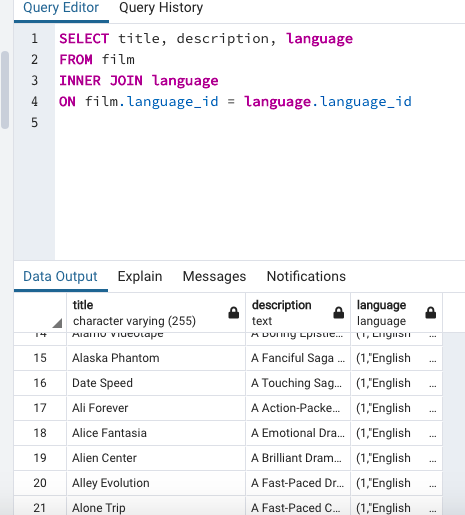 Query Editor Query History
1 SELECT title, description, language
2 FROM film
3 INNER JOIN language
4 ON film.language_id = language.language_id
5
Data Output Explain Messages Notifications
title description language
character varying (255) text language
14 Alamo Videotape A Boring Epistle... (1,"English ...
15 Alaska Phantom A Fanciful Saga ... (1,"English ...
16 Date Speed A Touching Sag... (1,"English ...
17 Ali Forever A Action-Packe... (1,"English ...
18 Alice Fantasia A Emotional Dra... (1,"English ...
19 Alien Center A Brilliant Dram... (1,"English ...
20 Alley Evolution A Fast-Paced Dr... (1,"English ...
21 Alone Trip A Fast-Paced C... (1,"English ...